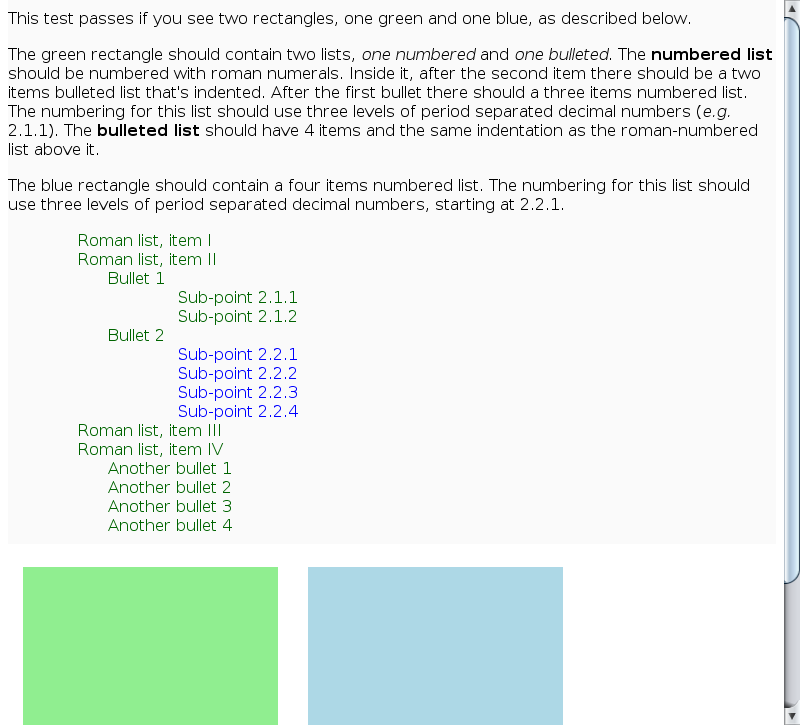 This test passes if you see two rectangles, one green and one blue, as described below.
The green rectangle should contain two lists, one numbered and one bulleted. The numbered list
should be numbered with roman numerals. Inside it, after the second item there should be a two
items bulleted list that's indented. After the first bullet there should a three items numbered list.
The numbering for this list should use three levels of period separated decimal numbers (e.g.
2.1.1). The bulleted list should have 4 items and the same indentation as the roman-numbered
list above it.
The blue rectangle should contain a four items numbered list. The numbering for this list should
use three levels of period separated decimal numbers, starting at 2.2.1.
Roman list, item I
Roman list, item II
Bullet 1
Sub-point 2.1.1
Sub-point 2.1.2
Bullet 2
Sub-point 2.2.1
Sub-point 2.2.2
Sub-point 2.2.3
Sub-point 2.2.4
Roman list, item III
Roman list, item IV
Another bullet 1
Another bullet 2
Another bullet 3
Another bullet 4